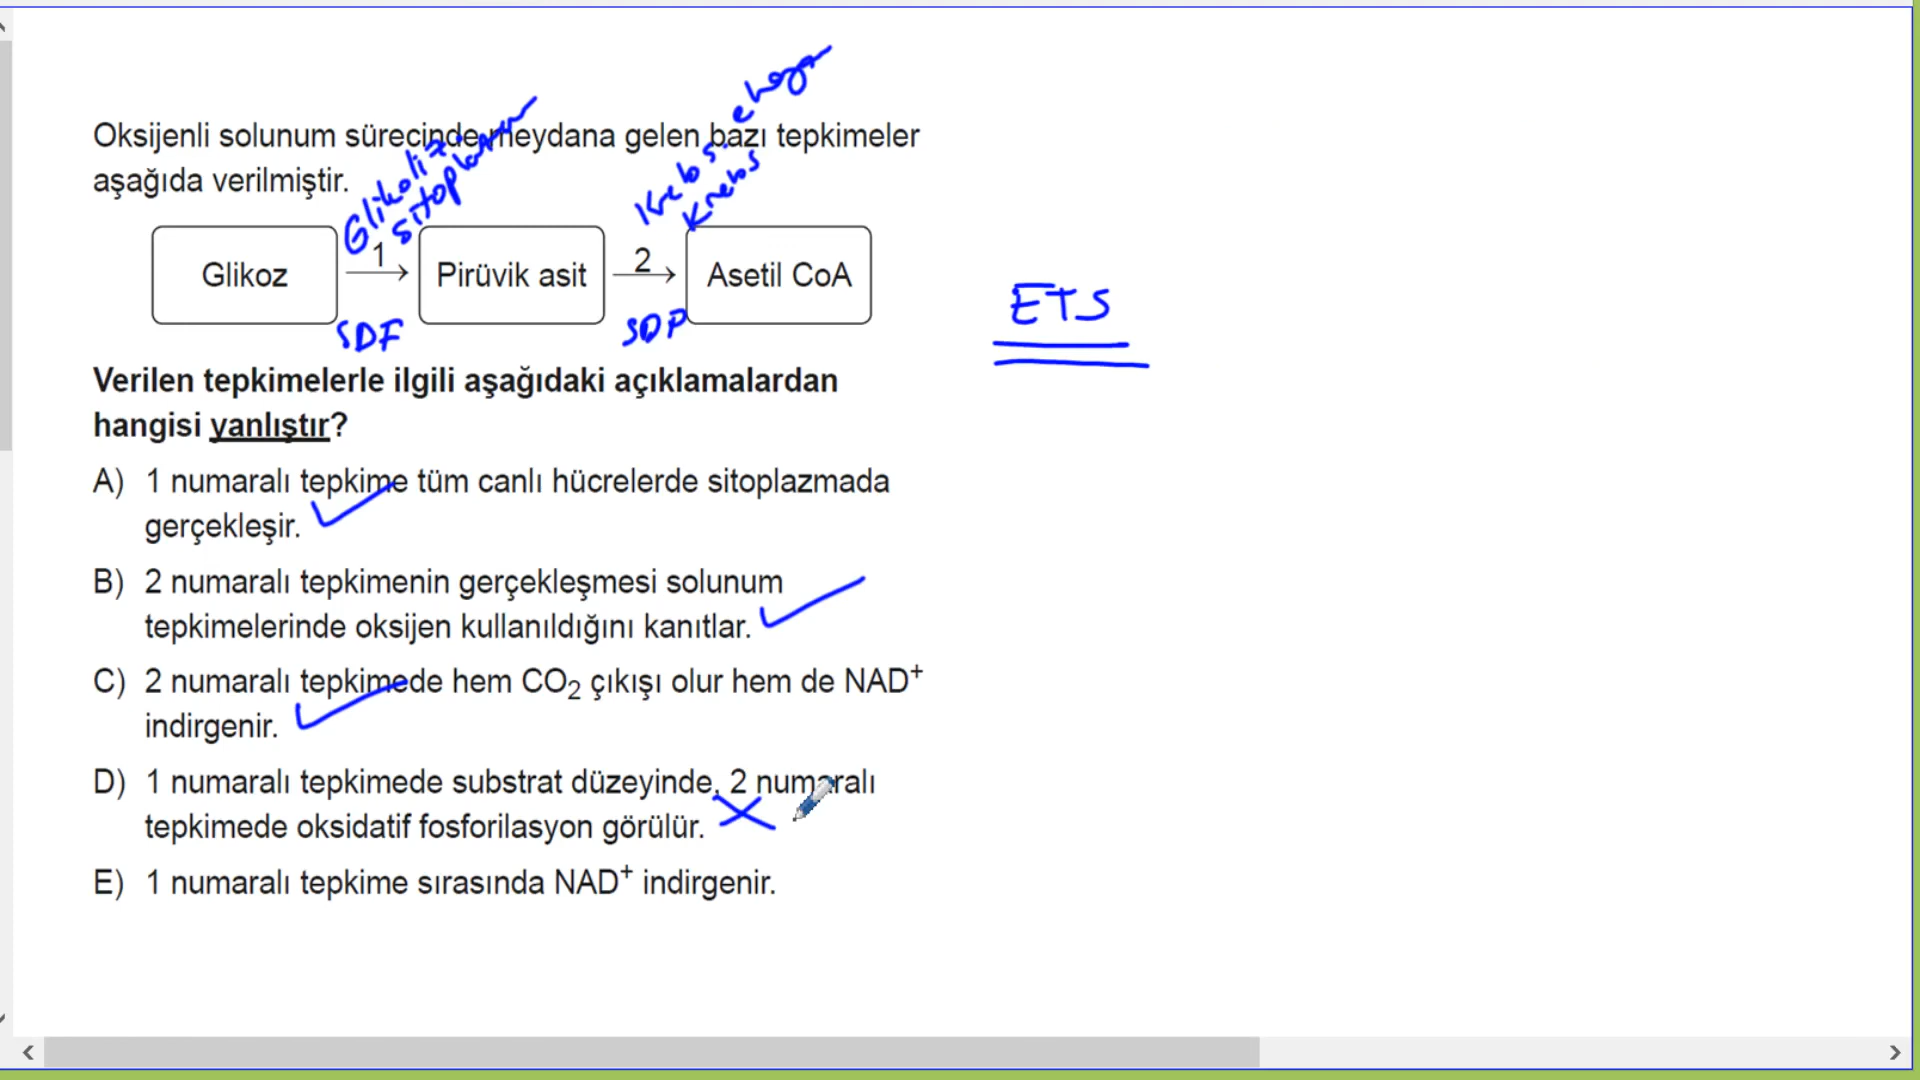 Oksijenli solunum sürecinde meydana gelen bazı tepkimeler
aşağıda verilmiştir.
Glikoliz
sitoplazma
Krebs. ehazır
Krebs
Glikoz
1
Pirüvik asit
2
Asetil CoA
SDF
SDP
ETS
Verilen tepkimelerle ilgili aşağıdaki açıklamalardan
hangisi yanlıştır?
A) 1 numaralı tepkime tüm canlı hücrelerde sitoplazmada
gerçekleşir.
B) 2 numaralı tepkimenin gerçekleşmesi solunum
tepkimelerinde oksijen kullanıldığını kanıtlar.
C) 2 numaralı tepkimede hem CO₂ çıkışı olur hem de NAD⁺
indirgenir.
D) 1 numaralı tepkimede substrat düzeyinde, 2 numaralı
tepkimede oksidatif fosforilasyon görülür.
E) 1 numaralı tepkime sırasında NAD⁺ indirgenir.